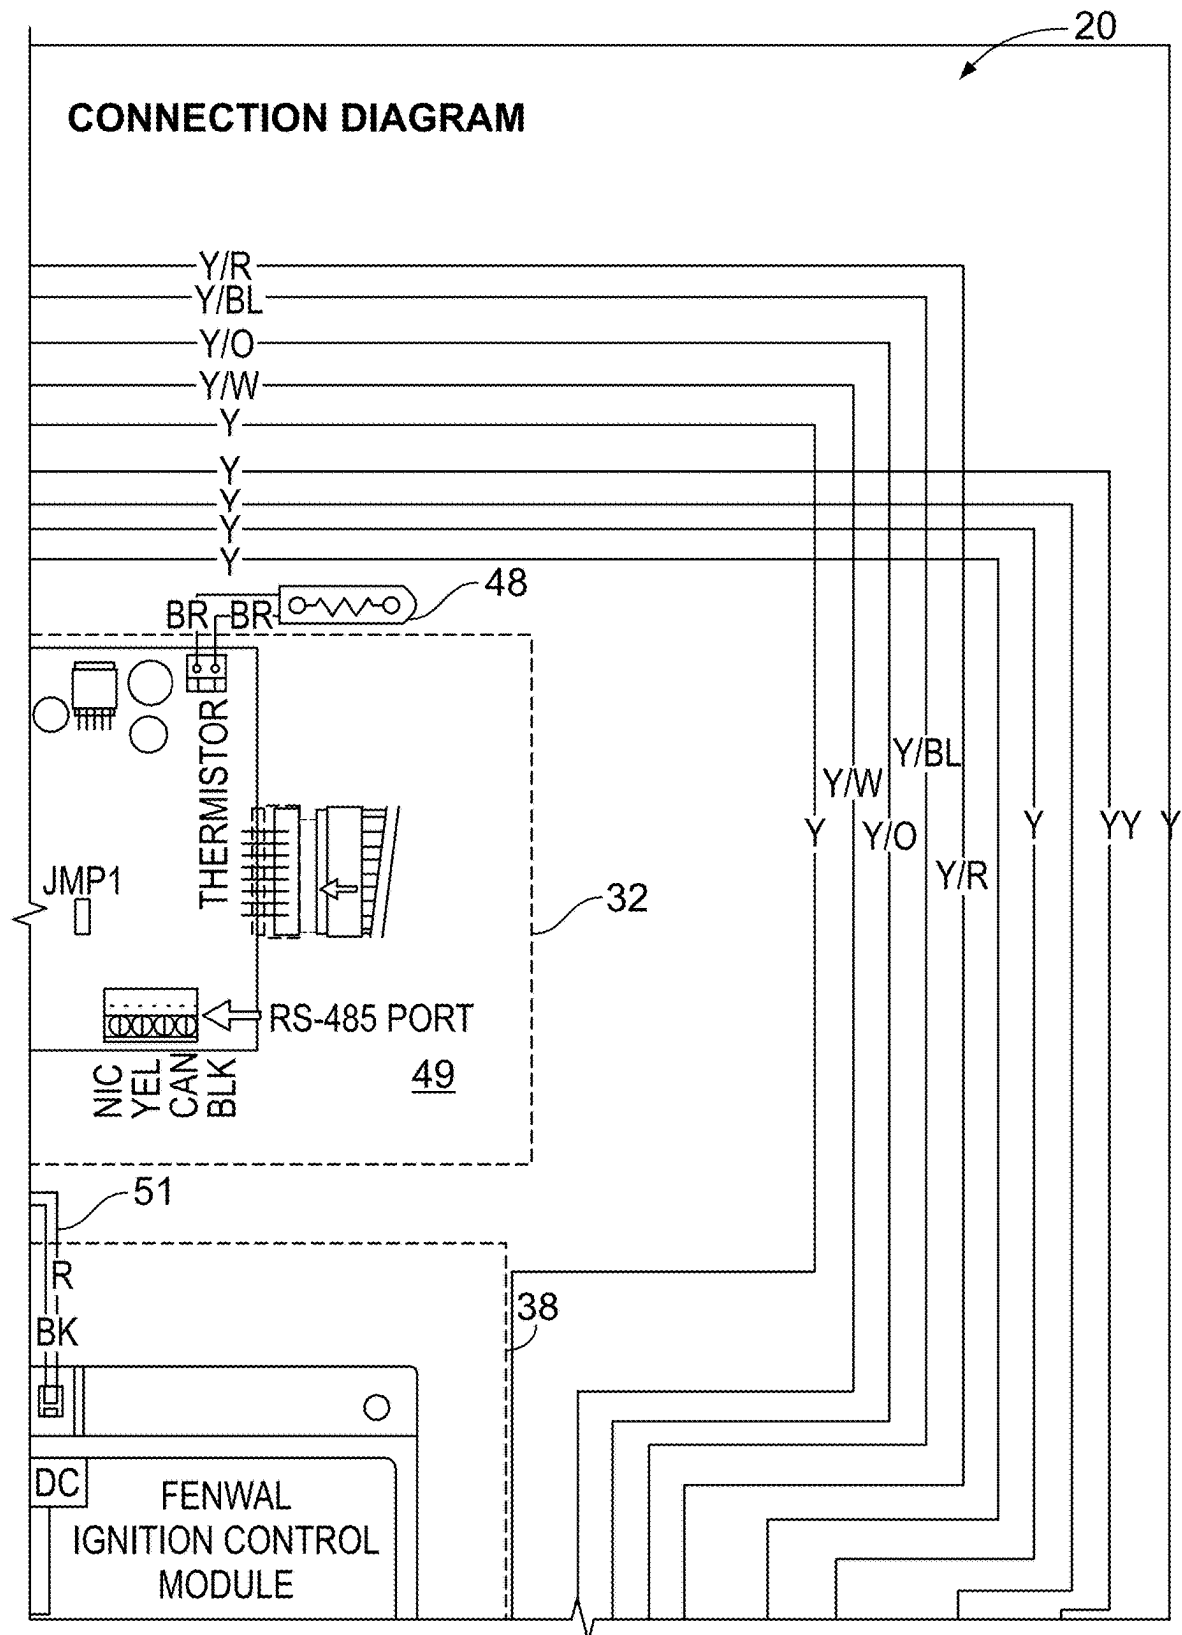 20
CONNECTION DIAGRAM
Y/R
Y/BL
Y/O
Y/W
Y
Y
Y
Y
Y
48
BR BR
THERMISTOR
Y/BL
Y/W
Y Y/O Y YY Y
Y/R
JMP1
32
RS-485 PORT
NIC
YEL
CAN
BLK
49
51
R
38
BK
DC
FENWAL
IGNITION CONTROL
MODULE